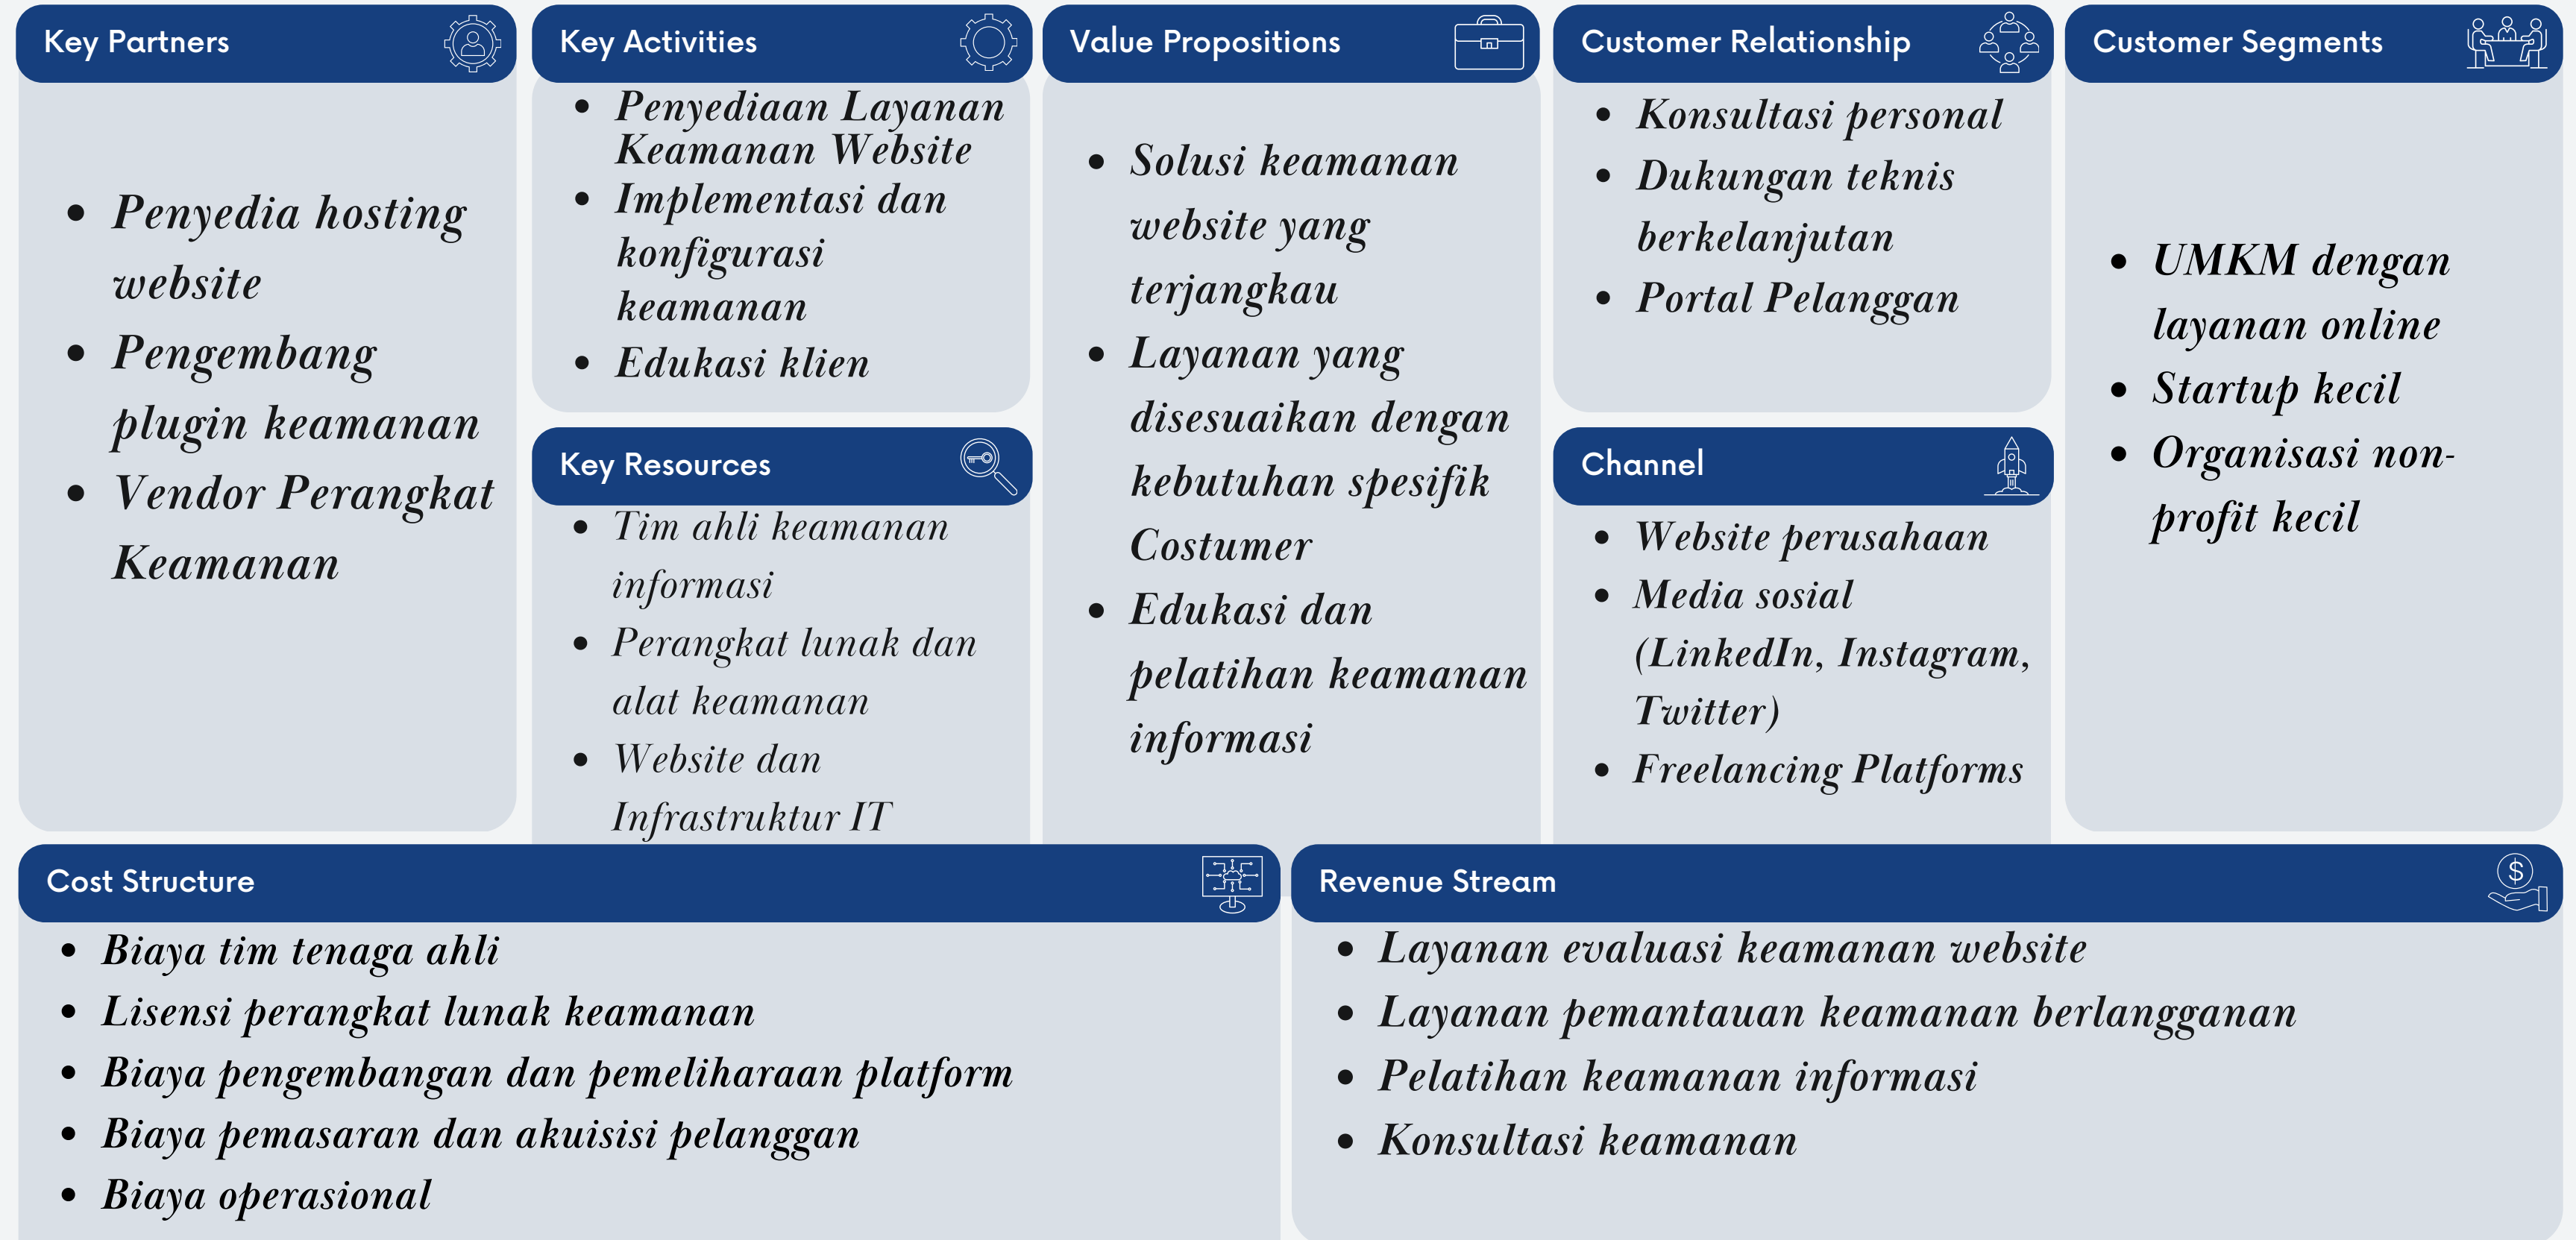 Key Partners
Penyedia hosting
website
Pengembang
plugin keamanan
Vendor Perangkat
Keamanan
Key Activities
Penyediaan Layanan
Keamanan Website
Implementasi dan
konfigurasi
keamanan
Edukasi klien
Key Resources
Tim ahli keamanan
informasi
Perangkat lunak dan
alat keamanan
Website dan
Infrastruktur IT
Value Propositions
Solusi keamanan
website yang
terjangkau
Layanan yang
disesuaikan dengan
kebutuhan spesifik
Costumer
Edukasi dan
pelatihan keamanan
informasi
Customer Relationship
Konsultasi personal
Dukungan teknis
berkelanjutan
Portal Pelanggan
Channel
Website perusahaan
Media sosial
(LinkedIn, Instagram,
Twitter)
Freelancing Platforms
Customer Segments
UMKM dengan
layanan online
Startup kecil
Organisasi non-
profit kecil
Cost Structure
Biaya tim tenaga ahli
Lisensi perangkat lunak keamanan
Biaya pengembangan dan pemeliharaan platform
Biaya pemasaran dan akuisisi pelanggan
Biaya operasional
Revenue Stream
$
Layanan evaluasi keamanan website
Layanan pemantauan keamanan berlangganan
Pelatihan keamanan informasi
Konsultasi keamanan